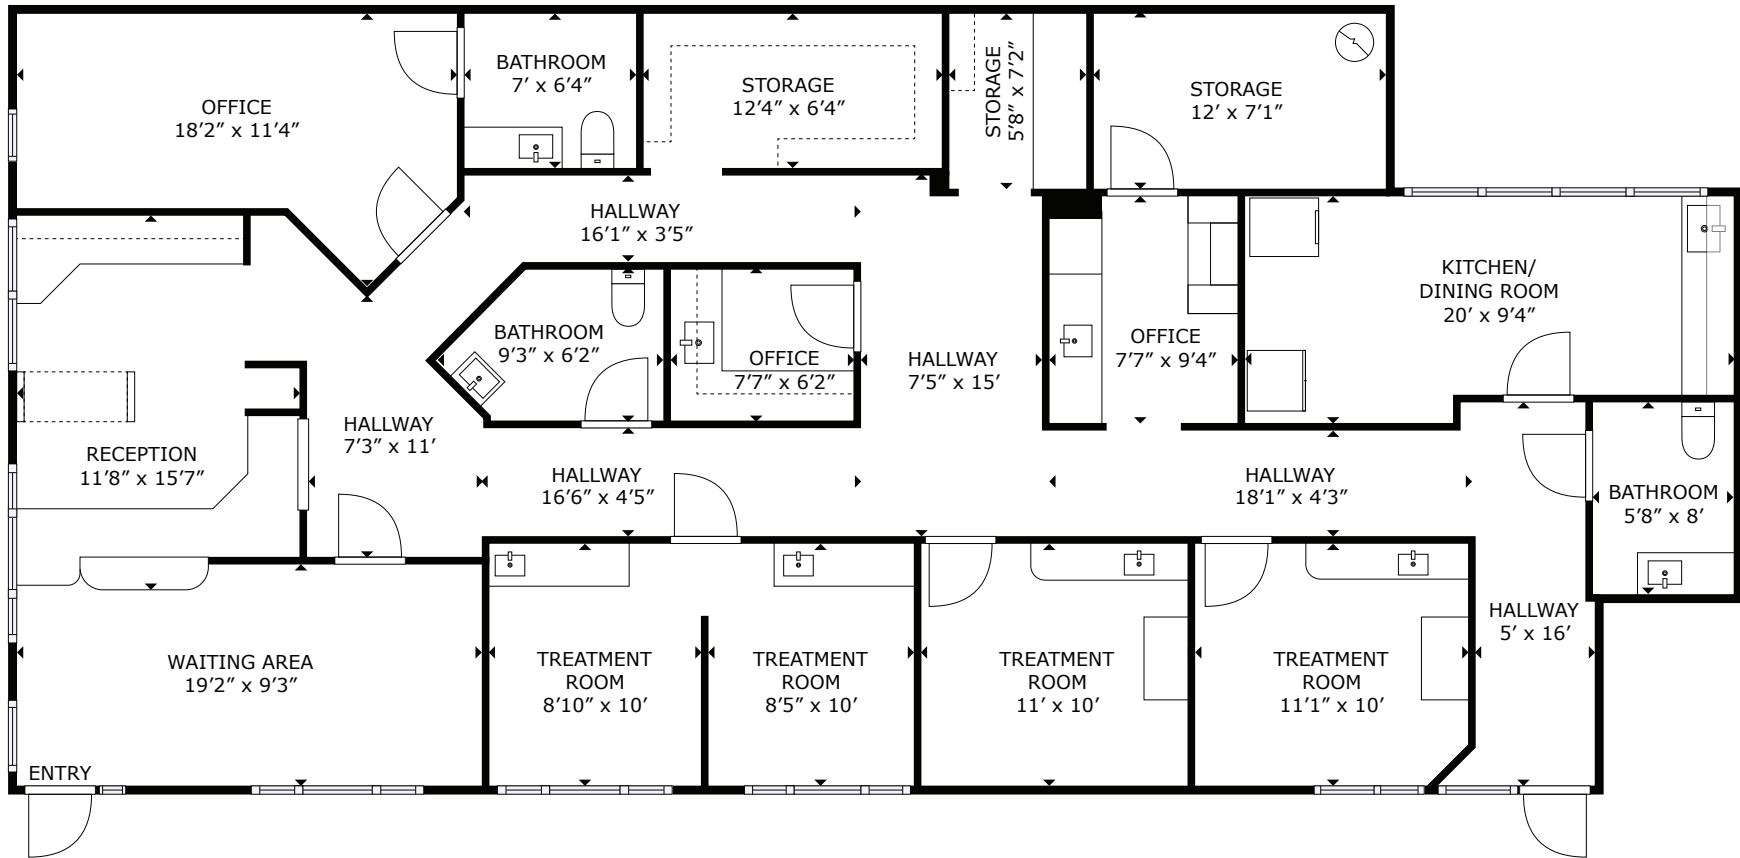 OFFICE
18’2” x 11’4”
BATHROOM
7’ x 6’4”
STORAGE
12’4” x 6’4”
STORAGE
5’8” x 7’2”
STORAGE
12’ x 7’1”
HALLWAY
16’1” x 3’5”
KITCHEN/
DINING ROOM
20’ x 9’4”
BATHROOM
9’3” x 6’2”
OFFICE
7’7” x 6’2”
HALLWAY
7’5” x 15’
OFFICE
7’7” x 9’4”
HALLWAY
7’3” x 11’
RECEPTION
11’8” x 15’7”
HALLWAY
16’6” x 4’5”
HALLWAY
18’1” x 4’3”
BATHROOM
5’8” x 8’
HALLWAY
5’ x 16’
WAITING AREA
19’2” x 9’3”
TREATMENT
ROOM
8’10” x 10’
TREATMENT
ROOM
8’5” x 10’
TREATMENT
ROOM
11’ x 10’
TREATMENT
ROOM
11’1” x 10’
ENTRY